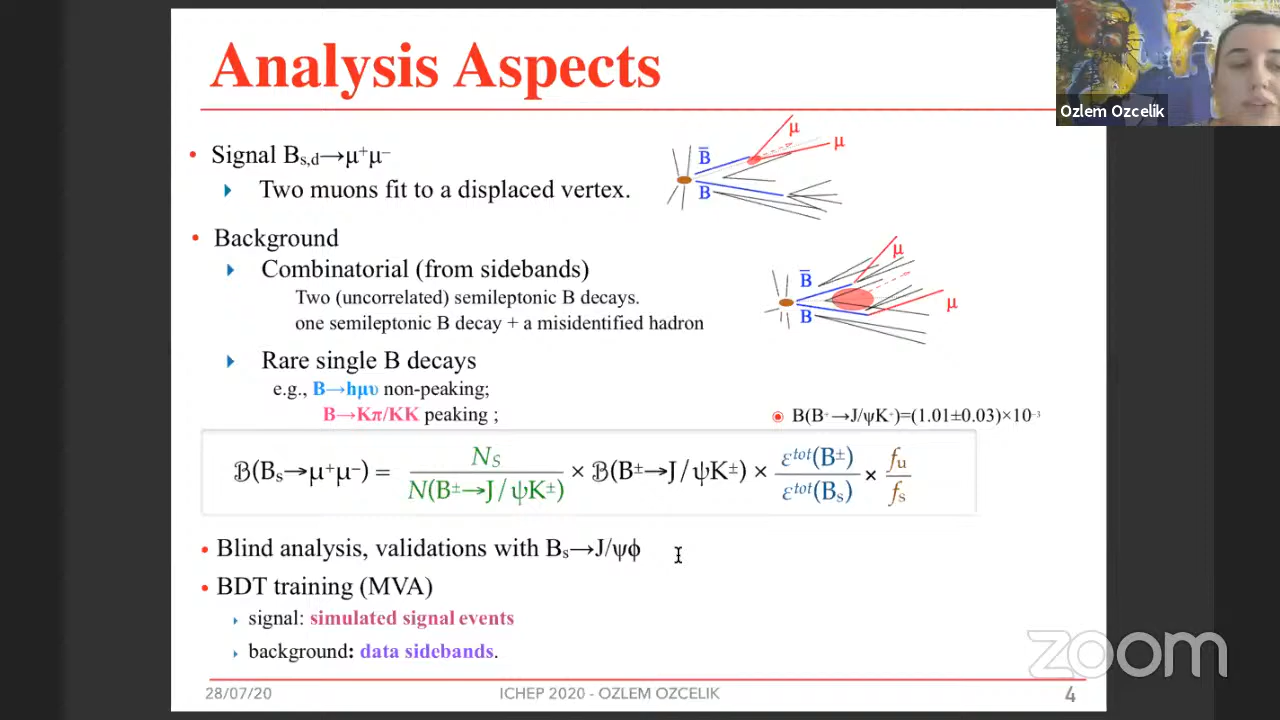 Analysis Aspects
Ozlem Ozcelik
• Signal Bs,d→μ⁺μ⁻
Two muons fit to a displaced vertex.
B̅
B
μ
μ
• Background
Combinatorial (from sidebands)
Two (uncorrelated) semileptonic B decays.
one semileptonic B decay + a misidentified hadron
B̅
B
μ
μ
Rare single B decays
e.g., B→hμυ non-peaking;
B→Kπ/KK peaking ;
B(B⁺→J/ψK⁺)=(1.01±0.03)×10⁻³
ℬ(Bs→μ⁺μ⁻) = NS / N(B±→J/ψK±) × ℬ(B±→J/ψK±) × εtot(B±) / εtot(Bs) × fu / fs
• Blind analysis, validations with Bs→J/ψϕ
• BDT training (MVA)
signal: simulated signal events
background: data sidebands.
28/07/20 ICHEP 2020 - OZLEM OZCELIK 4
zoom